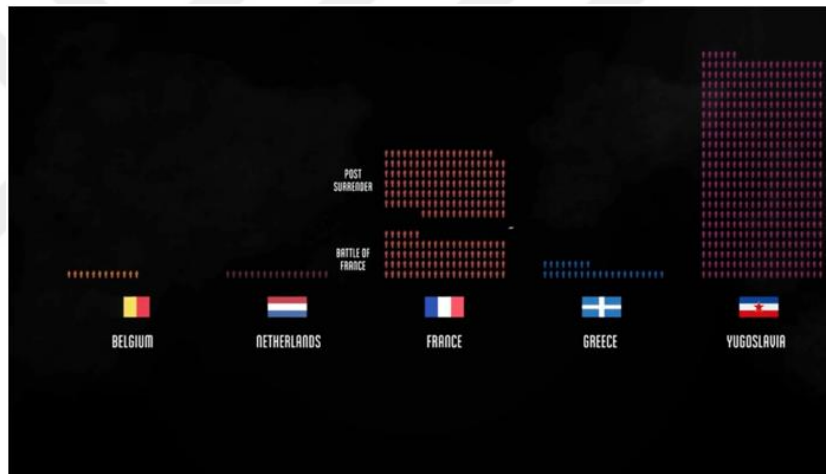 POST
SURRENDER
BATTLE OF
FRANCE
BELGIUM
NETHERLANDS
FRANCE
GREECE
YUGOSLAVIA